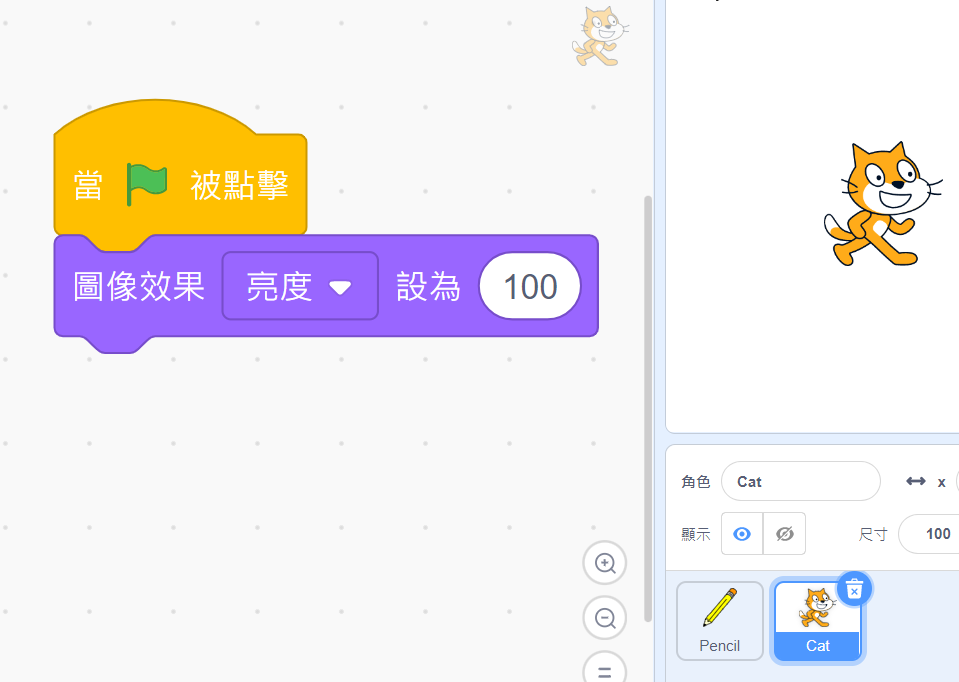 當 被點擊
圖像效果 亮度 設為 100
角色 Cat x
顯示 尺寸 100
Pencil Cat